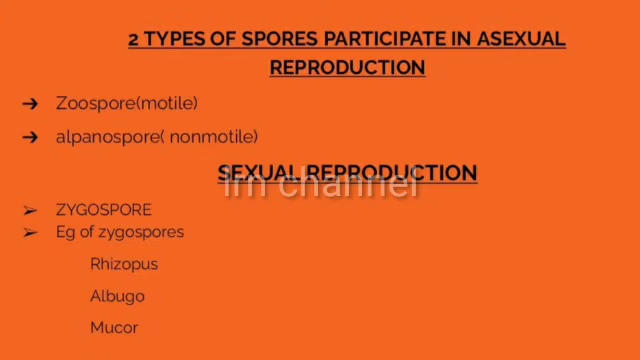 2 TYPES OF SPORES PARTICIPATE IN ASEXUAL
REPRODUCTION
➔ Zoospore(motile)
➔ alpanospore( nonmotile)
SEXUAL REPRODUCTION
lm channel
➢ ZYGOSPORE
➢ Eg of zygospores
Rhizopus
Albugo
Mucor